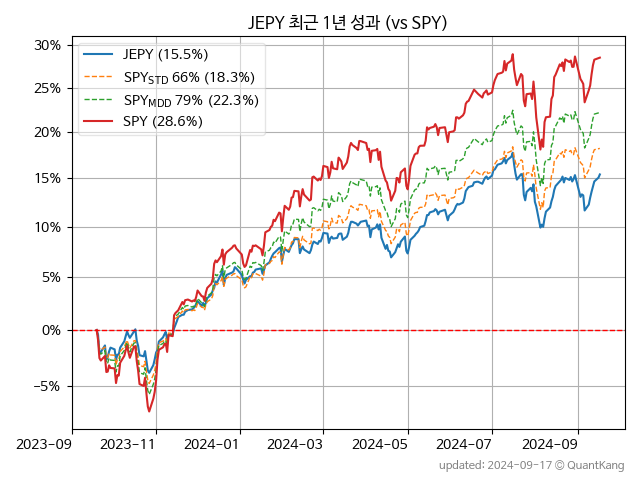 JEPY 최근 1년 성과 (vs SPY)
30%
25%
20%
15%
10%
5%
0%
−5%
JEPY (15.5%)
SPY_STD 66% (18.3%)
SPY_MDD 79% (22.3%)
SPY (28.6%)
2023-09
2023-11
2024-01
2024-03
2024-05
2024-07
2024-09
updated: 2024-09-17 © QuantKang